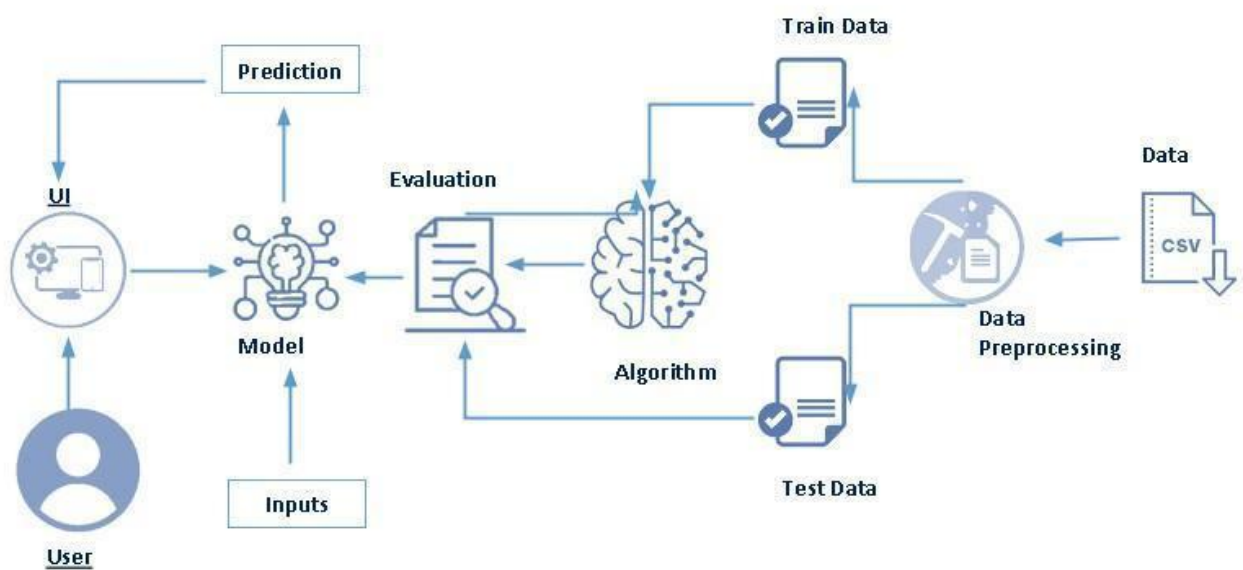 Train Data
Prediction
Data
UI
Evaluation
CSV
Model
Data
Preprocessing
Algorithm
Inputs
Test Data
User